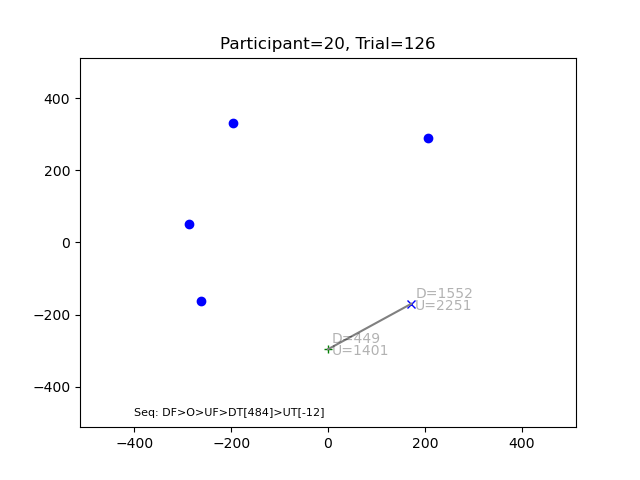 Participant=20, Trial=126
400
200
0
−200
−400
D=1552
U=2251
D=449
U=1401
Seq: DF>O>UF>DT[484]>UT[-12]
−400
−200
0
200
400